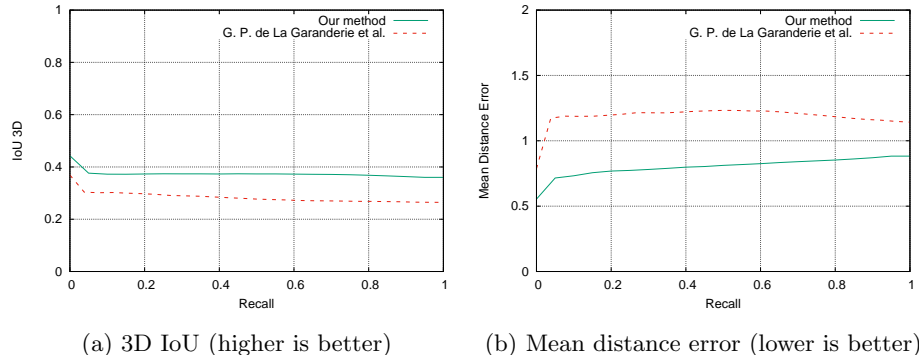 Our method
G. P. de La Garanderie et al.
1
0.8
0.6
0.4
0.2
0
IoU 3D
0 0.2 0.4 0.6 0.8 1
Recall
(a) 3D IoU (higher is better)
Our method
G. P. de La Garanderie et al.
2
1.5
1
0.5
0
Mean Distance Error
0 0.2 0.4 0.6 0.8 1
Recall
(b) Mean distance error (lower is better)